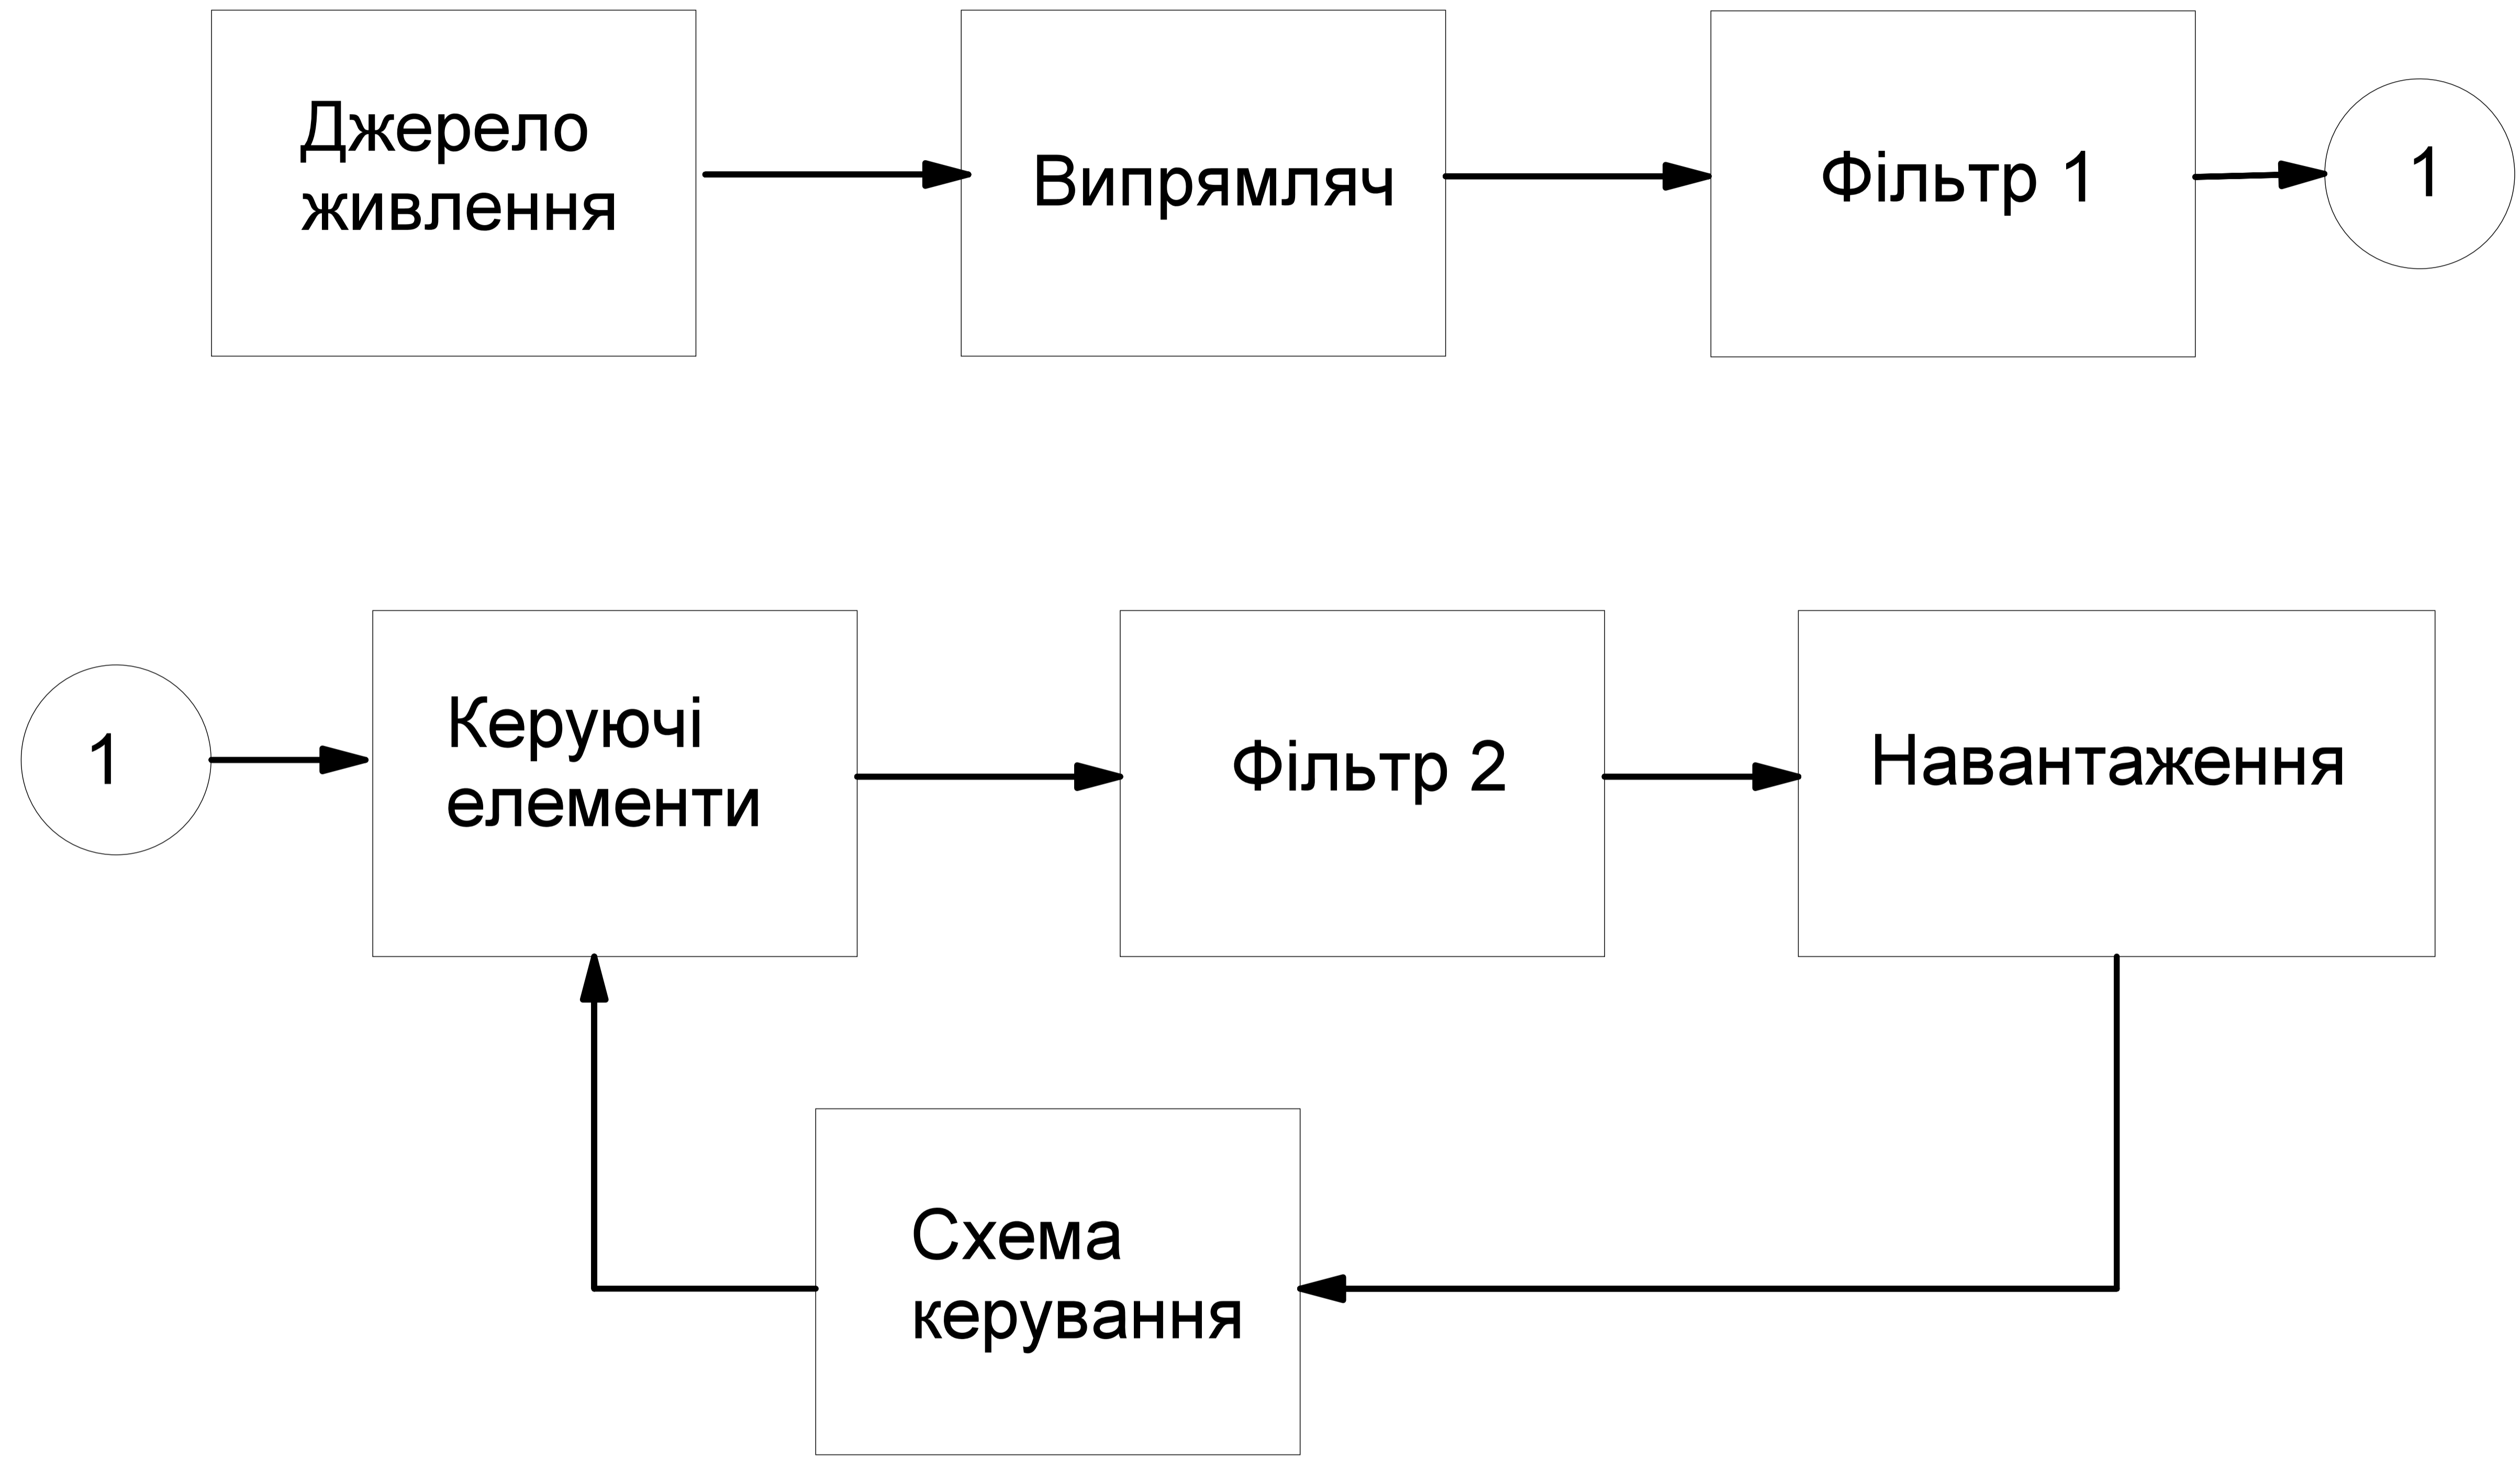 Джерело
живлення
Випрямляч
Фільтр 1
1
1
Керуючі
елементи
Фільтр 2
Навантаження
Схема
керування